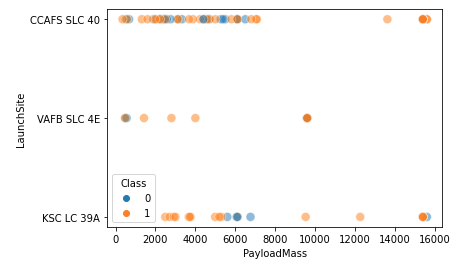 CCAFS SLC 40
VAFB SLC 4E
KSC LC 39A
LaunchSite
Class
0
1
0 2000 4000 6000 8000 10000 12000 14000 16000
PayloadMass